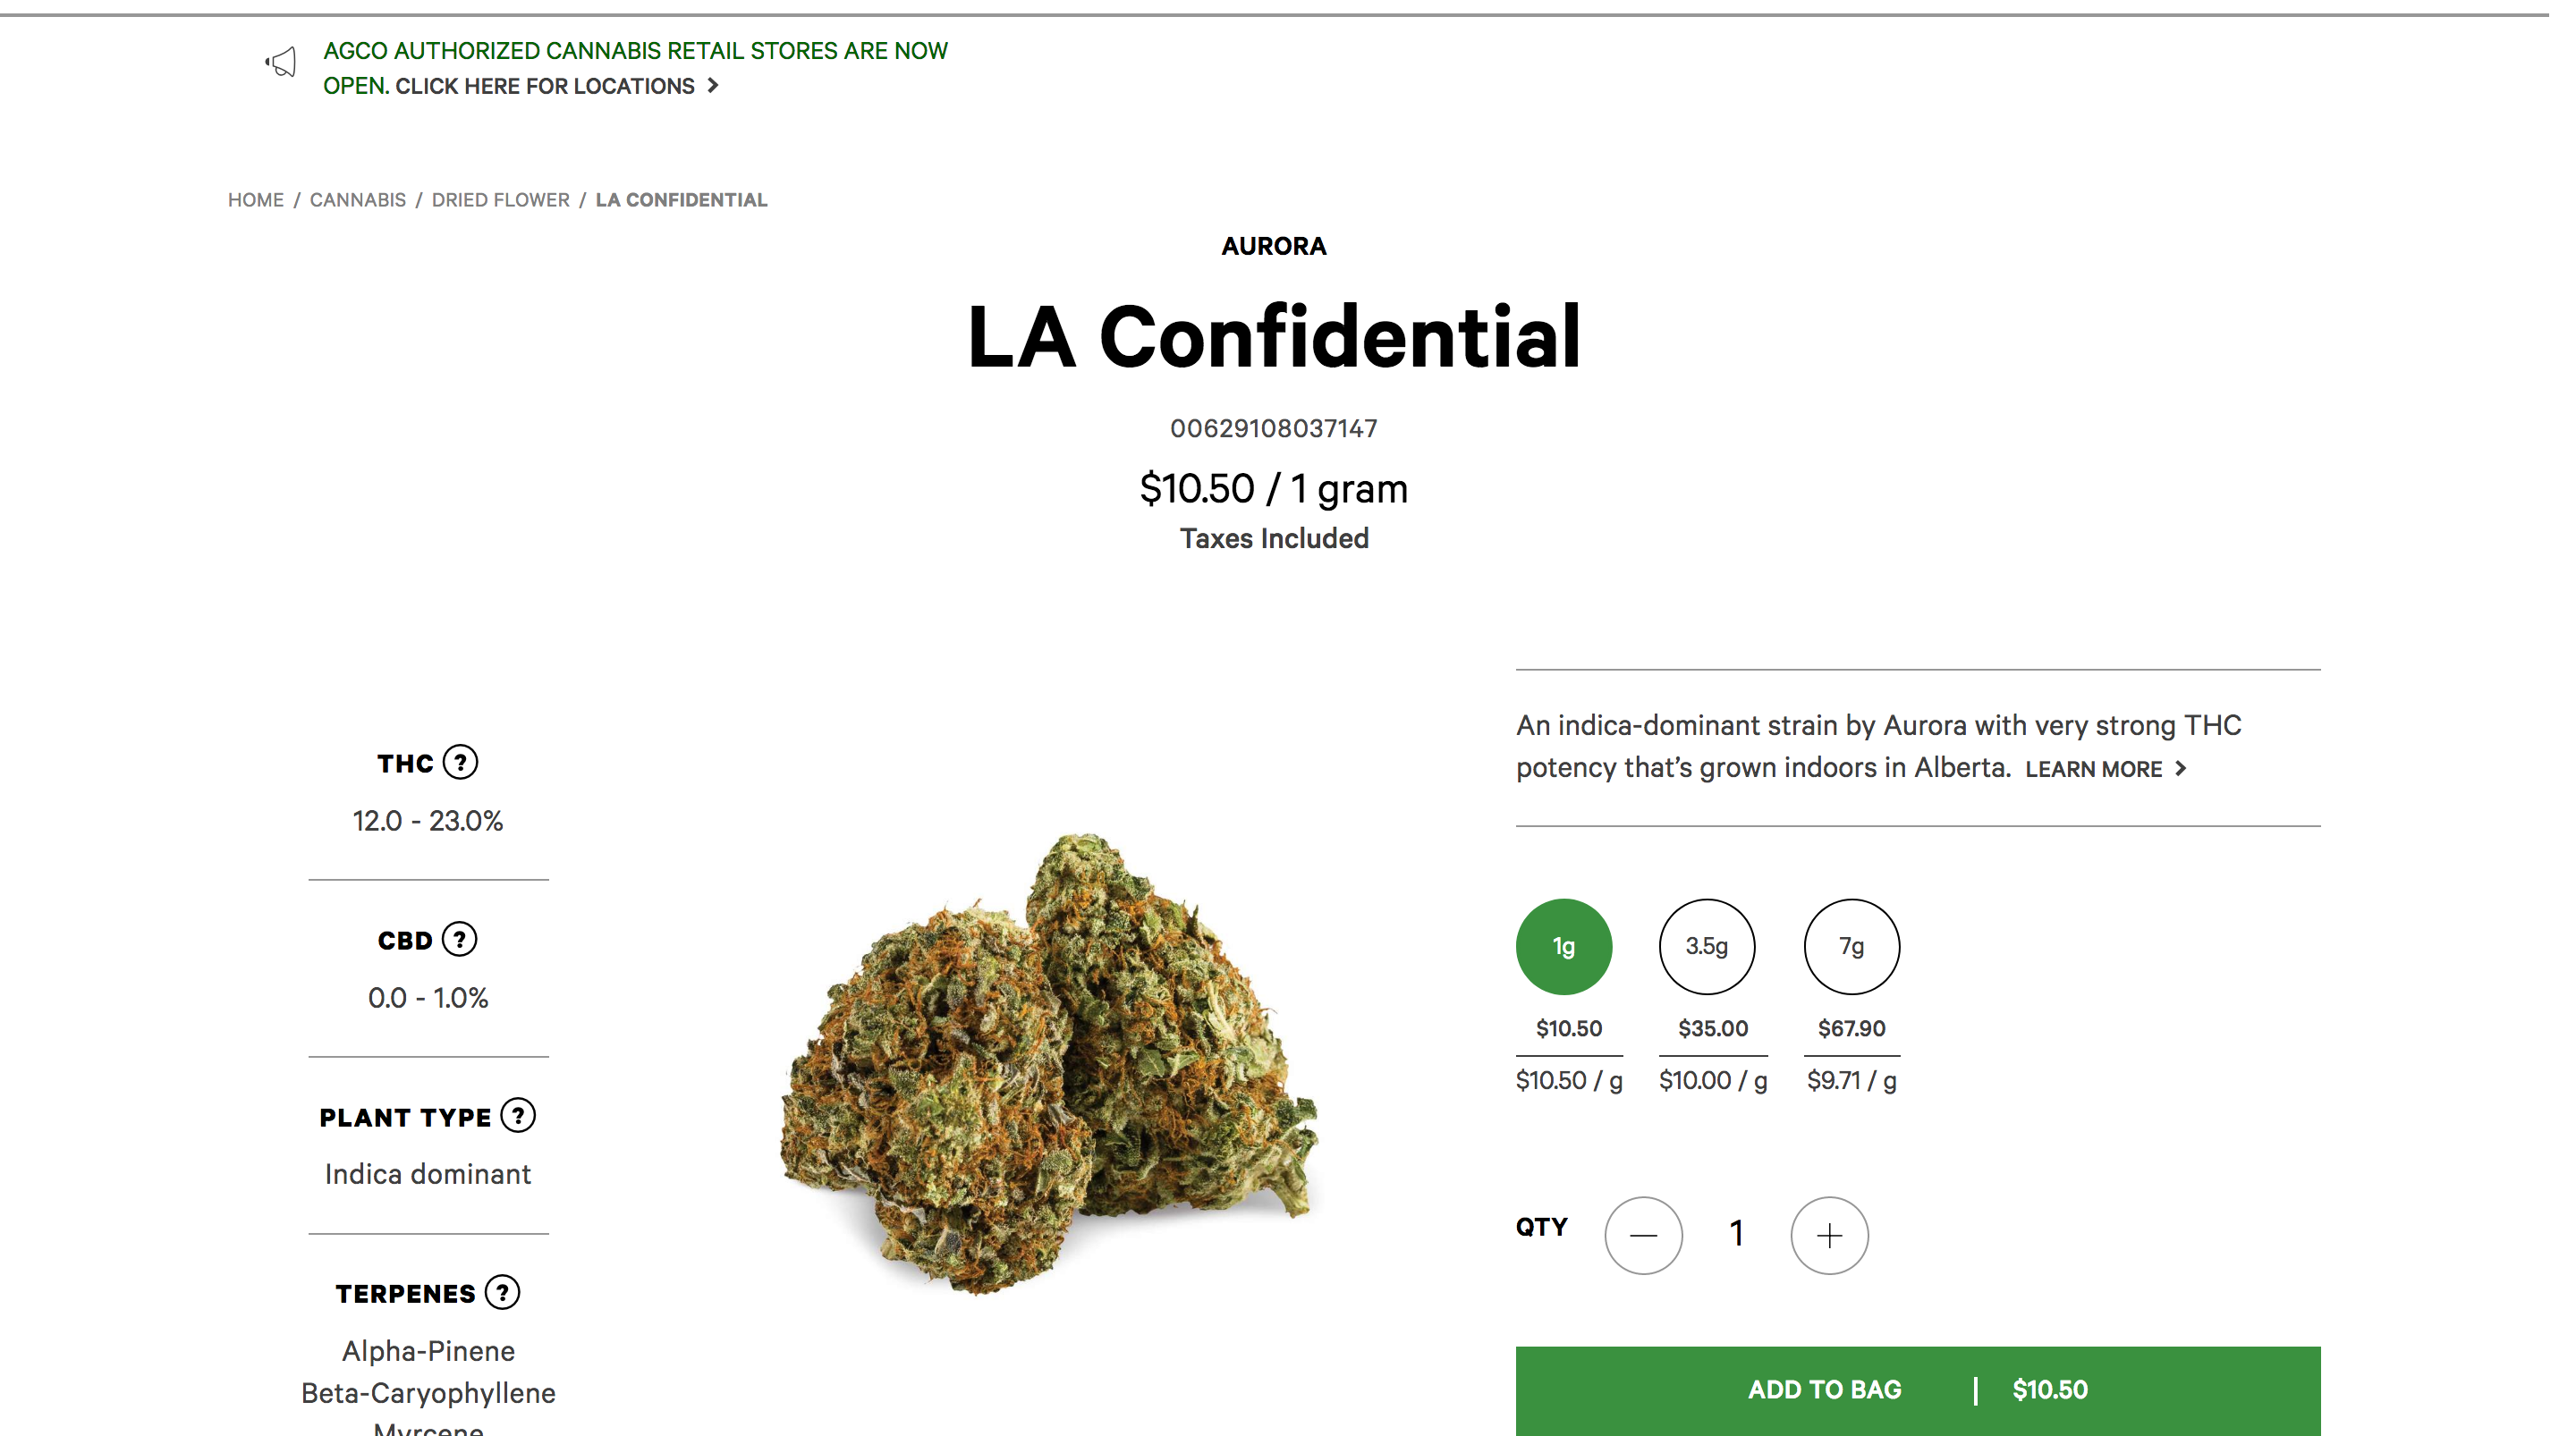 AGCO AUTHORIZED CANNABIS RETAIL STORES ARE NOW
OPEN. CLICK HERE FOR LOCATIONS >
HOME / CANNABIS / DRIED FLOWER / LA CONFIDENTIAL
AURORA
LA Confidential
00629108037147
$10.50 / 1 gram
Taxes Included
THC ?
12.0 - 23.0%
CBD ?
0.0 - 1.0%
PLANT TYPE ?
Indica dominant
TERPENES ?
Alpha-Pinene
Beta-Caryophyllene
Myrcene
An indica-dominant strain by Aurora with very strong THC
potency that’s grown indoors in Alberta. LEARN MORE >
1g 3.5g 7g
$10.50 $35.00 $67.90
$10.50 / g $10.00 / g $9.71 / g
QTY — 1 +
ADD TO BAG | $10.50